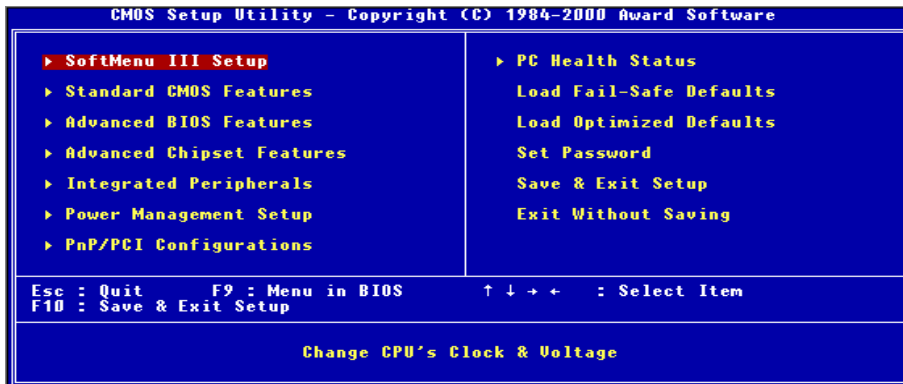 CMOS Setup Utility - Copyright (C) 1984-2000 Award Software
▶ SoftMenu III Setup
▶ Standard CMOS Features
▶ Advanced BIOS Features
▶ Advanced Chipset Features
▶ Integrated Peripherals
▶ Power Management Setup
▶ PnP/PCI Configurations
▶ PC Health Status
Load Fail-Safe Defaults
Load Optimized Defaults
Set Password
Save & Exit Setup
Exit Without Saving
Esc : Quit F9 : Menu in BIOS ↑ ↓ → ← : Select Item
F10 : Save & Exit Setup
Change CPU's Clock & Voltage